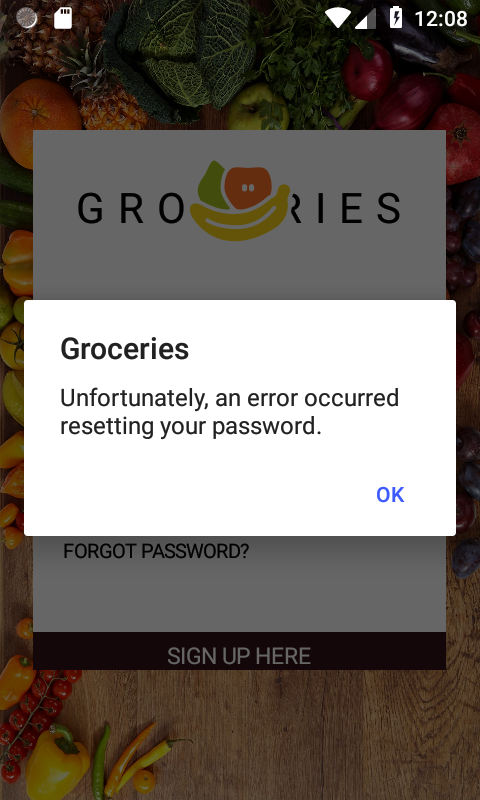 12:08
GRO RIES
Groceries
Unfortunately, an error occurred
resetting your password.
OK
FORGOT PASSWORD?
SIGN UP HERE